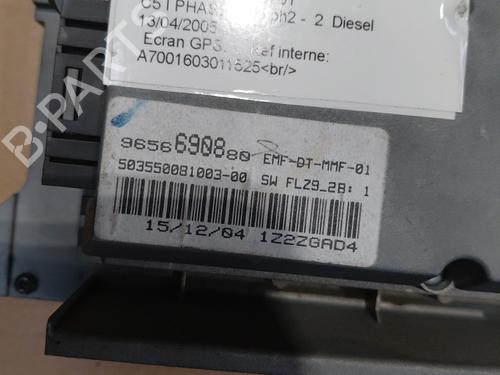 C5 I PHASE
13/04/2005 ph2 - 2 Diesel
Ecran GPS. Ref interne:
A7001603011525<br/>
B-PARTS
9656690880 EMF-DT-MMF-01
503550081003-00 SW FLZ9_2B: 1
15/12/04 1Z2ZGAD4